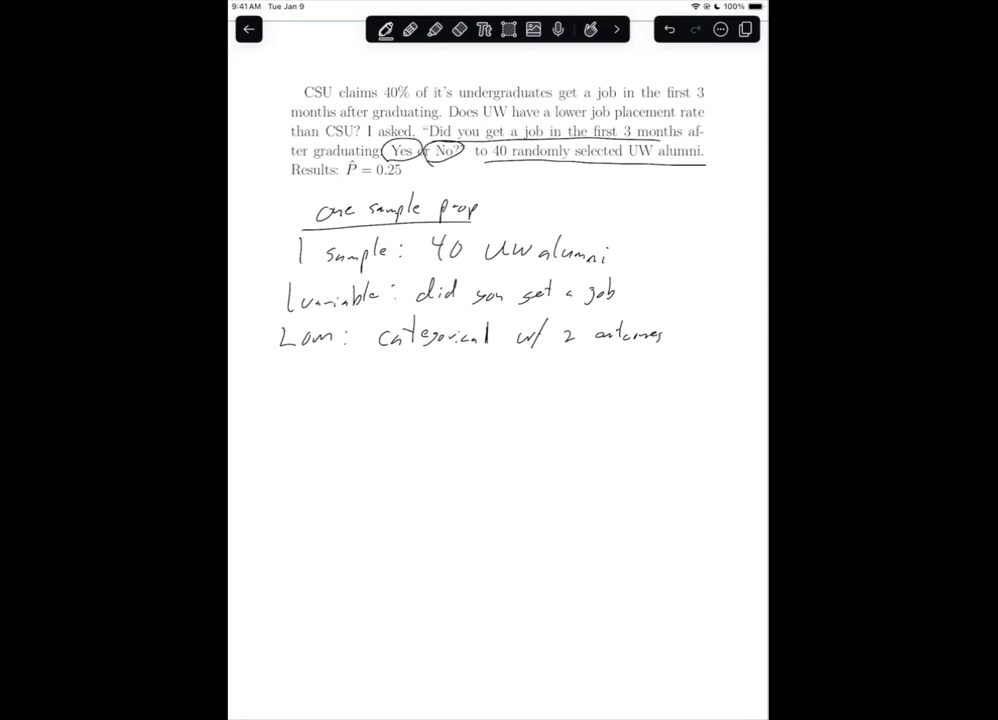 9:41 AM Tue Jan 9
100%
Tt
CSU claims 40% of it's undergraduates get a job in the first 3
months after graduating. Does UW have a lower job placement rate
than CSU? I asked, "Did you get a job in the first 3 months af-
ter graduating, Yes or No?" to 40 randomly selected UW alumni.
Results: P̂ = 0.25
one sample prop
1 sample: 40 UW alumni
1 variable: did you get a job
LOM: categorical w/ 2 outcomes